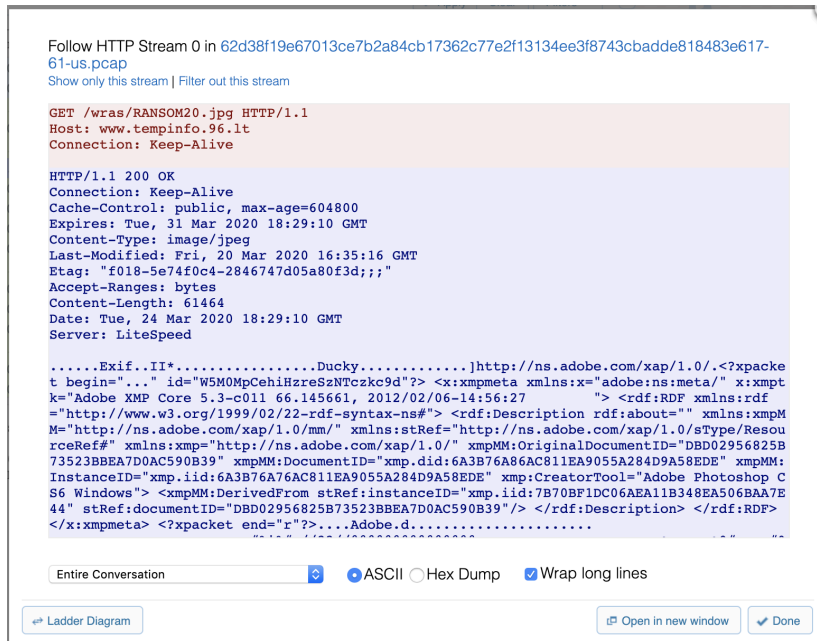 Follow HTTP Stream 0 in 62d38f19e67013ce7b2a84cb17362c77e2f13134ee3f8743cbadde818483e617-
61-us.pcap
Show only this stream | Filter out this stream
GET /wras/RANSOM20.jpg HTTP/1.1
Host: www.tempinfo.96.lt
Connection: Keep-Alive
HTTP/1.1 200 OK
Connection: Keep-Alive
Cache-Control: public, max-age=604800
Expires: Tue, 31 Mar 2020 18:29:10 GMT
Content-Type: image/jpeg
Last-Modified: Fri, 20 Mar 2020 16:35:16 GMT
Etag: "f018-5e74f0c4-2846747d05a80f3d;;;"
Accept-Ranges: bytes
Content-Length: 61464
Date: Tue, 24 Mar 2020 18:29:10 GMT
Server: LiteSpeed
......Exif..II*.................Ducky.............]http://ns.adobe.com/xap/1.0/.<?xpacke
t begin="..." id="W5M0MpCehiHzreSzNTczkc9d"?> <x:xmpmeta xmlns:x="adobe:ns:meta/" x:xmpt
k="Adobe XMP Core 5.3-c011 66.145661, 2012/02/06-14:56:27        "> <rdf:RDF xmlns:rdf
="http://www.w3.org/1999/02/22-rdf-syntax-ns#"> <rdf:Description rdf:about="" xmlns:xmpM
M="http://ns.adobe.com/xap/1.0/mm/" xmlns:stRef="http://ns.adobe.com/xap/1.0/sType/Resou
rceRef#" xmlns:xmp="http://ns.adobe.com/xap/1.0/" xmpMM:OriginalDocumentID="DBD02956825B
73523BBEA7D0AC590B39" xmpMM:DocumentID="xmp.did:6A3B76A86AC811EA9055A284D9A58EDE" xmpMM:
InstanceID="xmp.iid:6A3B76A76AC811EA9055A284D9A58EDE" xmp:CreatorTool="Adobe Photoshop C
S6 Windows"> <xmpMM:DerivedFrom stRef:instanceID="xmp.iid:7B70BF1DC06AEA11B348EA506BAA7E
44" stRef:documentID="DBD02956825B73523BBEA7D0AC590B39"/> </rdf:Description> </rdf:RDF>
</x:xmpmeta> <?xpacket end="r"?>....Adobe.d......................
Entire Conversation
ASCII Hex Dump Wrap long lines
Ladder Diagram
Open in new window Done